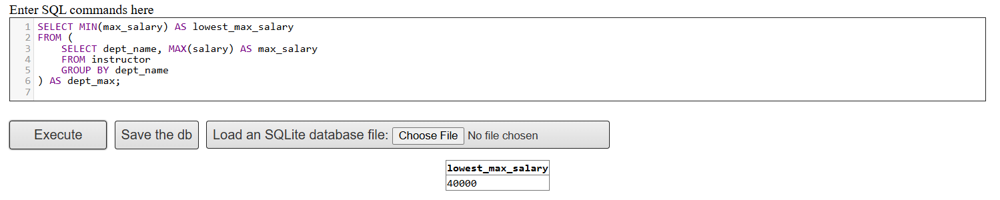 Enter SQL commands here
1 SELECT MIN(max_salary) AS lowest_max_salary
2 FROM (
3     SELECT dept_name, MAX(salary) AS max_salary
4     FROM instructor
5     GROUP BY dept_name
6 ) AS dept_max;
7
Execute Save the db Load an SQLite database file: Choose File No file chosen
lowest_max_salary
40000